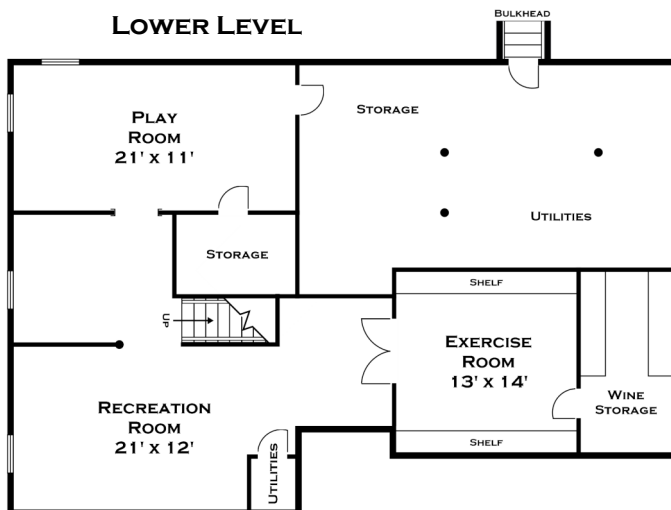 LOWER LEVEL
BULKHEAD
PLAY
ROOM
21' x 11'
STORAGE
UTILITIES
STORAGE
UP
SHELF
EXERCISE
ROOM
13' x 14'
WINE
STORAGE
RECREATION
ROOM
21' x 12'
SHELF
UTILITIES